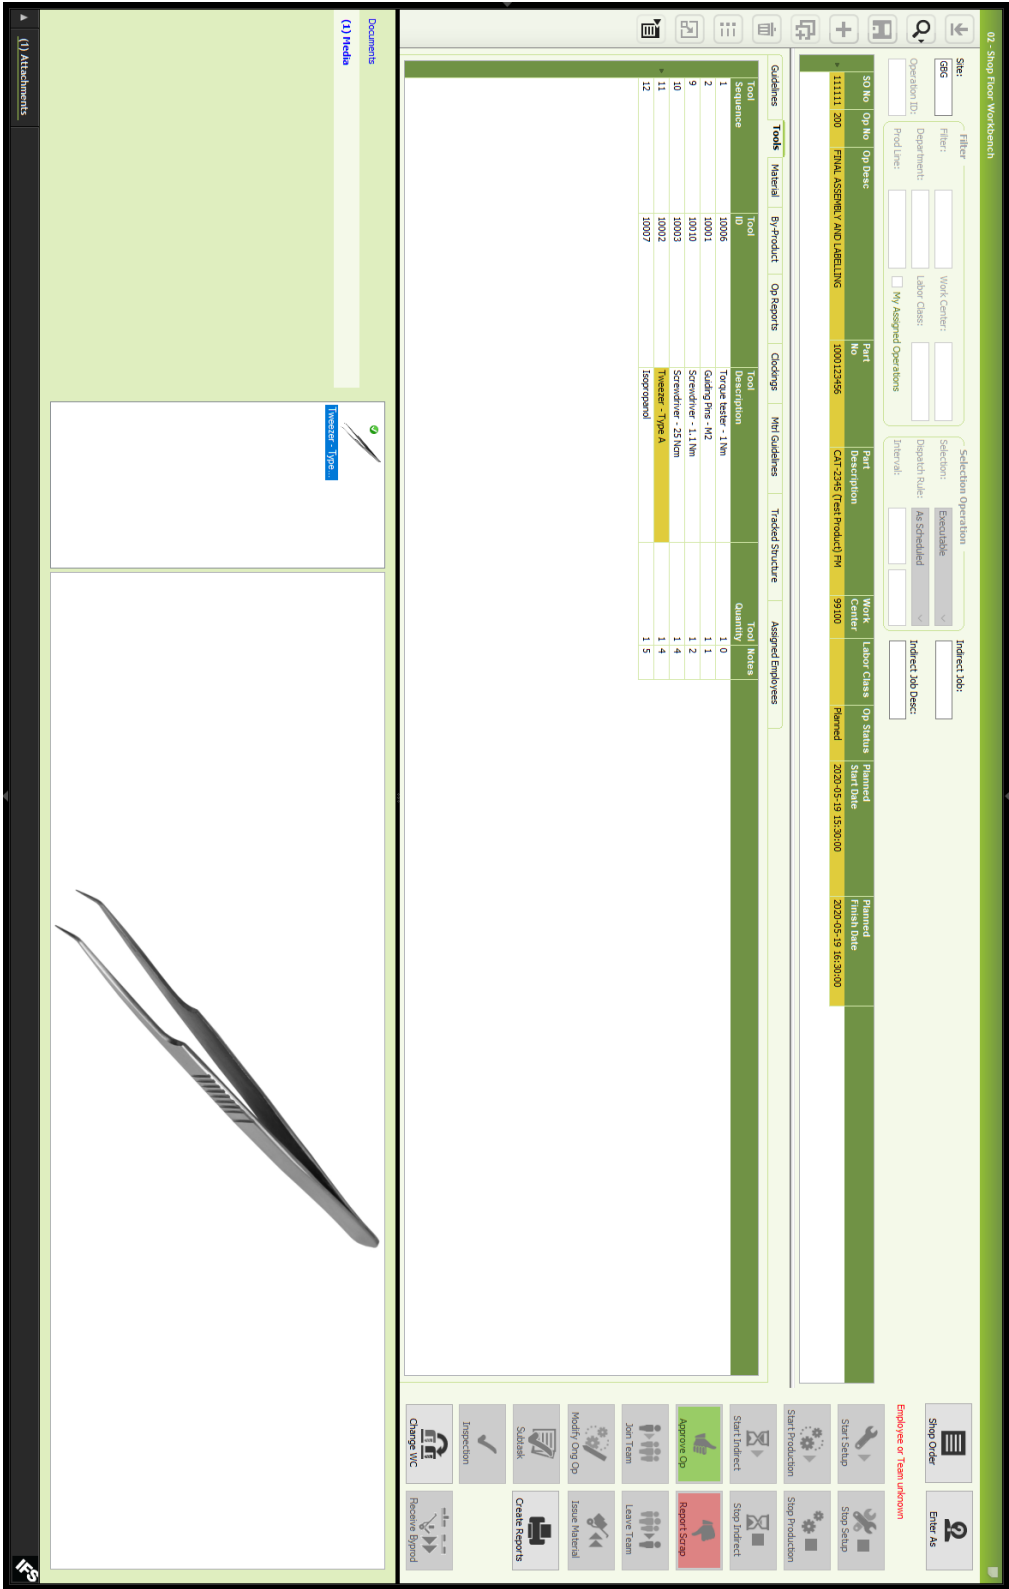 02 - Shop Floor Workbench
Site:
GBG
Operation ID:
Filter
Filter:
Work Center:
Department:
Labor Class:
Prod Line:
My Assigned Operations
Selection Operation
Selection:
Executable
Dispatch Rule:
As Scheduled
Interval:
Indirect Job:
Indirect Job Desc:
Shop Order
Enter As
Employee or Team unknown
SO No Op No Op Desc Part No Part Description Work Center Labor Class Op Status Planned Start Date Planned Finish Date
111111 200 FINAL ASSEMBLY AND LABELLING 1000123456 CAT-2345 (Test Product) FM 99100 Planned 2020-05-19 15:30:00 2020-05-19 16:30:00
Guidelines Tools Material By-Product Op Reports Clockings Mtrl Guidelines Tracked Structure Assigned Employees
Tool Sequence Tool ID Tool Description Tool Quantity Notes
1 10006 Torque tester - 1 Nm 1 0
2 10001 Guiding Pins - M2 1 1
9 10010 Screwdriver - 1.1 Nm 1 2
10 10003 Screwdriver - 25 Ncm 1 4
11 10002 Tweezer - Type A 1 4
12 10007 Isopropanol 1 5
Start Setup
Stop Setup
Start Production
Stop Production
Start Indirect
Stop Indirect
Approve Op
Report Scrap
Join Team
Leave Team
Modify Ong Op
Issue Material
Subtask
Create Reports
Inspection
Change WC
Receive Byprod
Documents
(1) Media
Tweezer - Type...
(1) Attachments
IFS